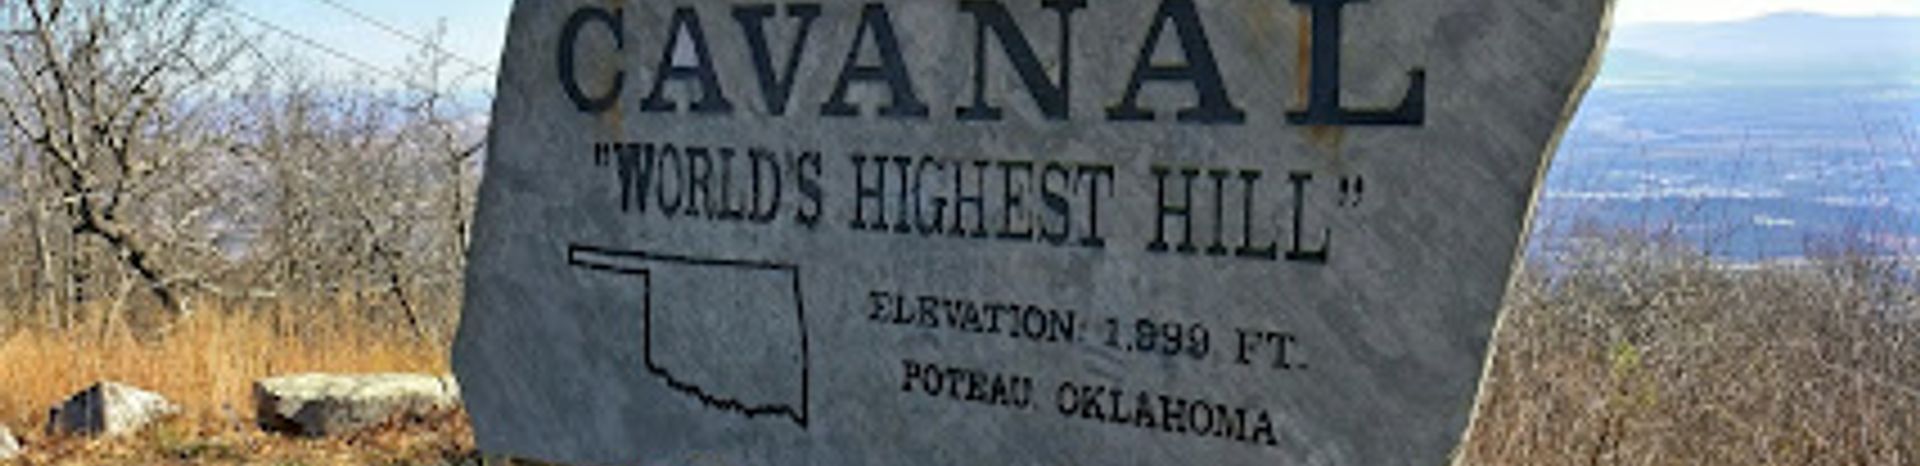 CAVANAL
"WORLD'S HIGHEST HILL"
ELEVATION: 1,999 FT.
POTEAU, OKLAHOMA